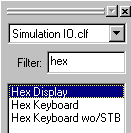 Simulation IO.clf
Filter: hex
Hex Display
Hex Keyboard
Hex Keyboard wo/STB